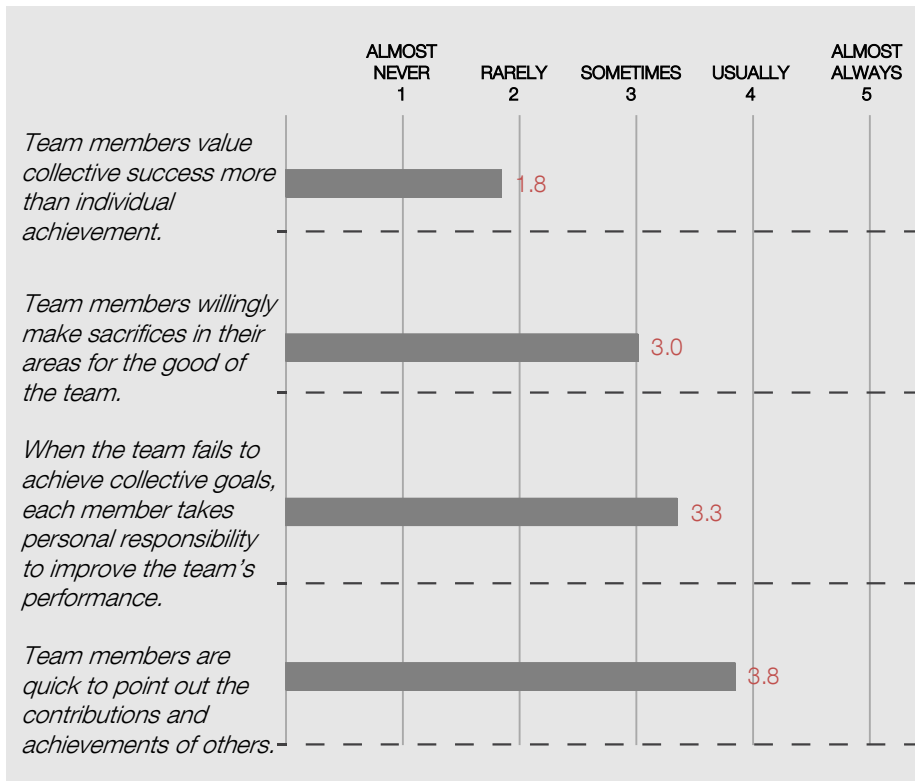 ALMOST
NEVER
1
RARELY
2
SOMETIMES
3
USUALLY
4
ALMOST
ALWAYS
5
Team members value
collective success more
than individual
achievement.
1.8
Team members willingly
make sacrifices in their
areas for the good of
the team.
3.0
When the team fails to
achieve collective goals,
each member takes
personal responsibility
to improve the team’s
performance.
3.3
Team members are
quick to point out the
contributions and
achievements of others.
3.8